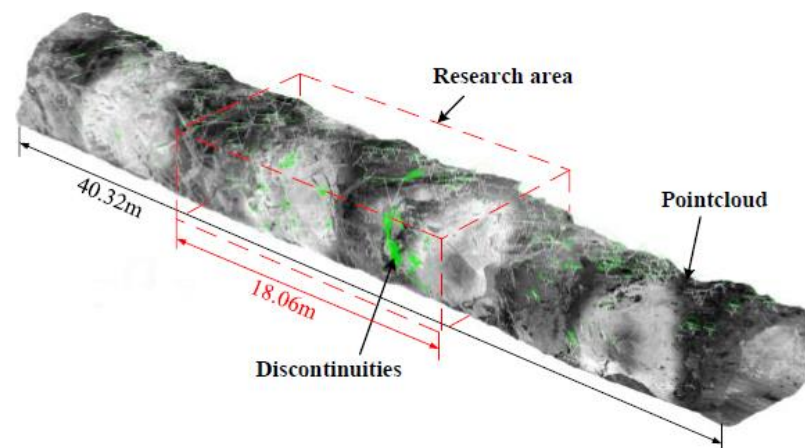 Research area
Pointcloud
40.32m
18.06m
Discontinuities